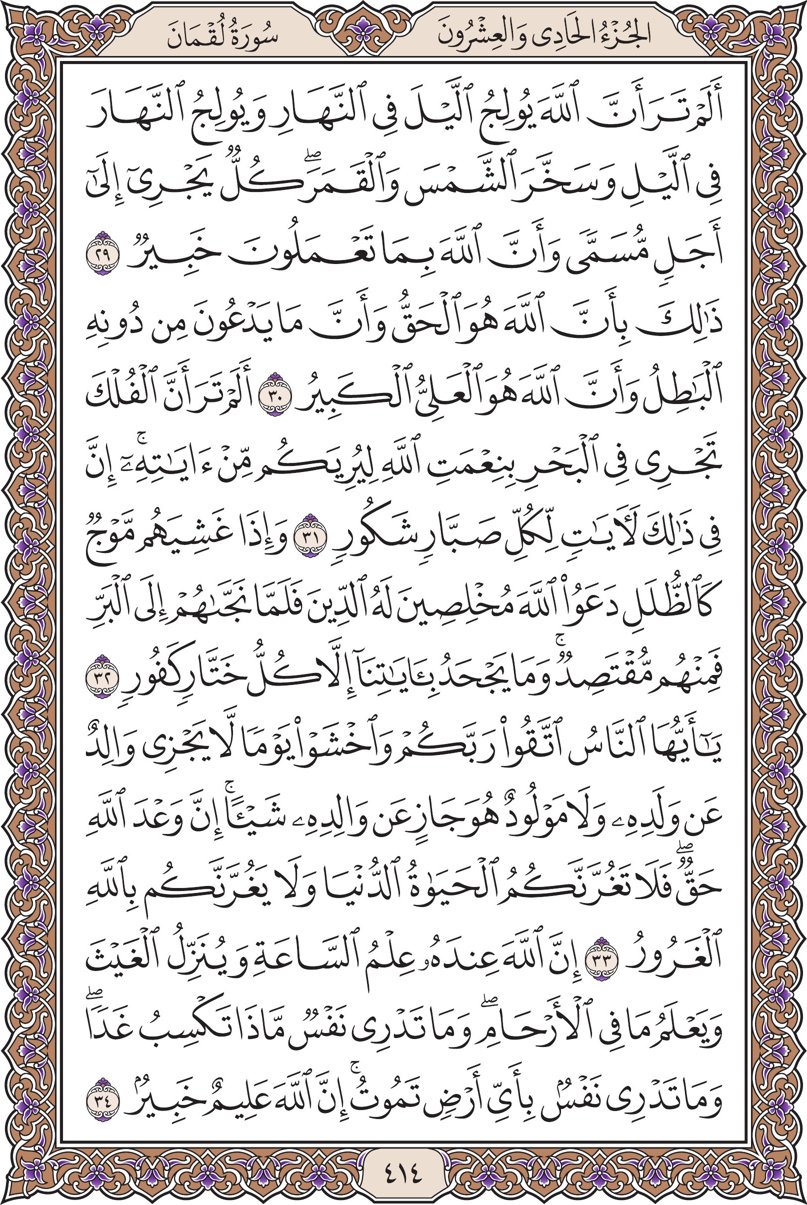 الجُزْءُ الحَادِي وَالعِشْرُونَ
سُورَةُ لُقْمَان
أَلَمْ تَرَ أَنَّ ٱللَّهَ يُولِجُ ٱلَّيْلَ فِى ٱلنَّهَارِ وَيُولِجُ ٱلنَّهَارَ
فِى ٱلَّيْلِ وَسَخَّرَ ٱلشَّمْسَ وَٱلْقَمَرَۖ كُلٌّ يَجْرِىٓ إِلَىٰٓ
أَجَلٍ مُّسَمًّى وَأَنَّ ٱللَّهَ بِمَا تَعْمَلُونَ خَبِيرٌ ٢٩
ذَٰلِكَ بِأَنَّ ٱللَّهَ هُوَ ٱلْحَقُّ وَأَنَّ مَا يَدْعُونَ مِن دُونِهِ
ٱلْبَٰطِلُ وَأَنَّ ٱللَّهَ هُوَ ٱلْعَلِىُّ ٱلْكَبِيرُ ٣٠ أَلَمْ تَرَ أَنَّ ٱلْفُلْكَ
تَجْرِى فِى ٱلْبَحْرِ بِنِعْمَتِ ٱللَّهِ لِيُرِيَكُم مِّنْ ءَايَٰتِهِۦٓۚ إِنَّ
فِى ذَٰلِكَ لَءَايَٰتٍ لِّكُلِّ صَبَّارٍ شَكُورٍ ٣١ وَإِذَا غَشِيَهُم مَّوْجٌ
كَٱلظُّلَلِ دَعَوُا۟ ٱللَّهَ مُخْلِصِينَ لَهُ ٱلدِّينَ فَلَمَّا نَجَّىٰهُمْ إِلَى ٱلْبَرِّ
فَمِنْهُم مُّقْتَصِدٌۚ وَمَا يَجْحَدُ بِـَٔايَٰتِنَآ إِلَّا كُلُّ خَتَّارٍ كَفُورٍ ٣٢
يَٰٓأَيُّهَا ٱلنَّاسُ ٱتَّقُوا۟ رَبَّكُمْ وَٱخْشَوْا۟ يَوْمًا لَّا يَجْزِى وَالِدٌ
عَن وَلَدِهِۦ وَلَا مَوْلُودٌ هُوَ جَازٍ عَن وَالِدِهِۦ شَيْـًٔاۚ إِنَّ وَعْدَ ٱللَّهِ
حَقٌّۖ فَلَا تَغُرَّنَّكُمُ ٱلْحَيَوٰةُ ٱلدُّنْيَا وَلَا يَغُرَّنَّكُم بِٱللَّهِ
ٱلْغَرُورُ ٣٣ إِنَّ ٱللَّهَ عِندَهُۥ عِلْمُ ٱلسَّاعَةِ وَيُنَزِّلُ ٱلْغَيْثَ
وَيَعْلَمُ مَا فِى ٱلْأَرْحَامِۖ وَمَا تَدْرِى نَفْسٌ مَّاذَا تَكْسِبُ غَدًاۖ
وَمَا تَدْرِى نَفْسٌۢ بِأَىِّ أَرْضٍ تَمُوتُۚ إِنَّ ٱللَّهَ عَلِيمٌ خَبِيرٌۢ ٣٤
٤١٤